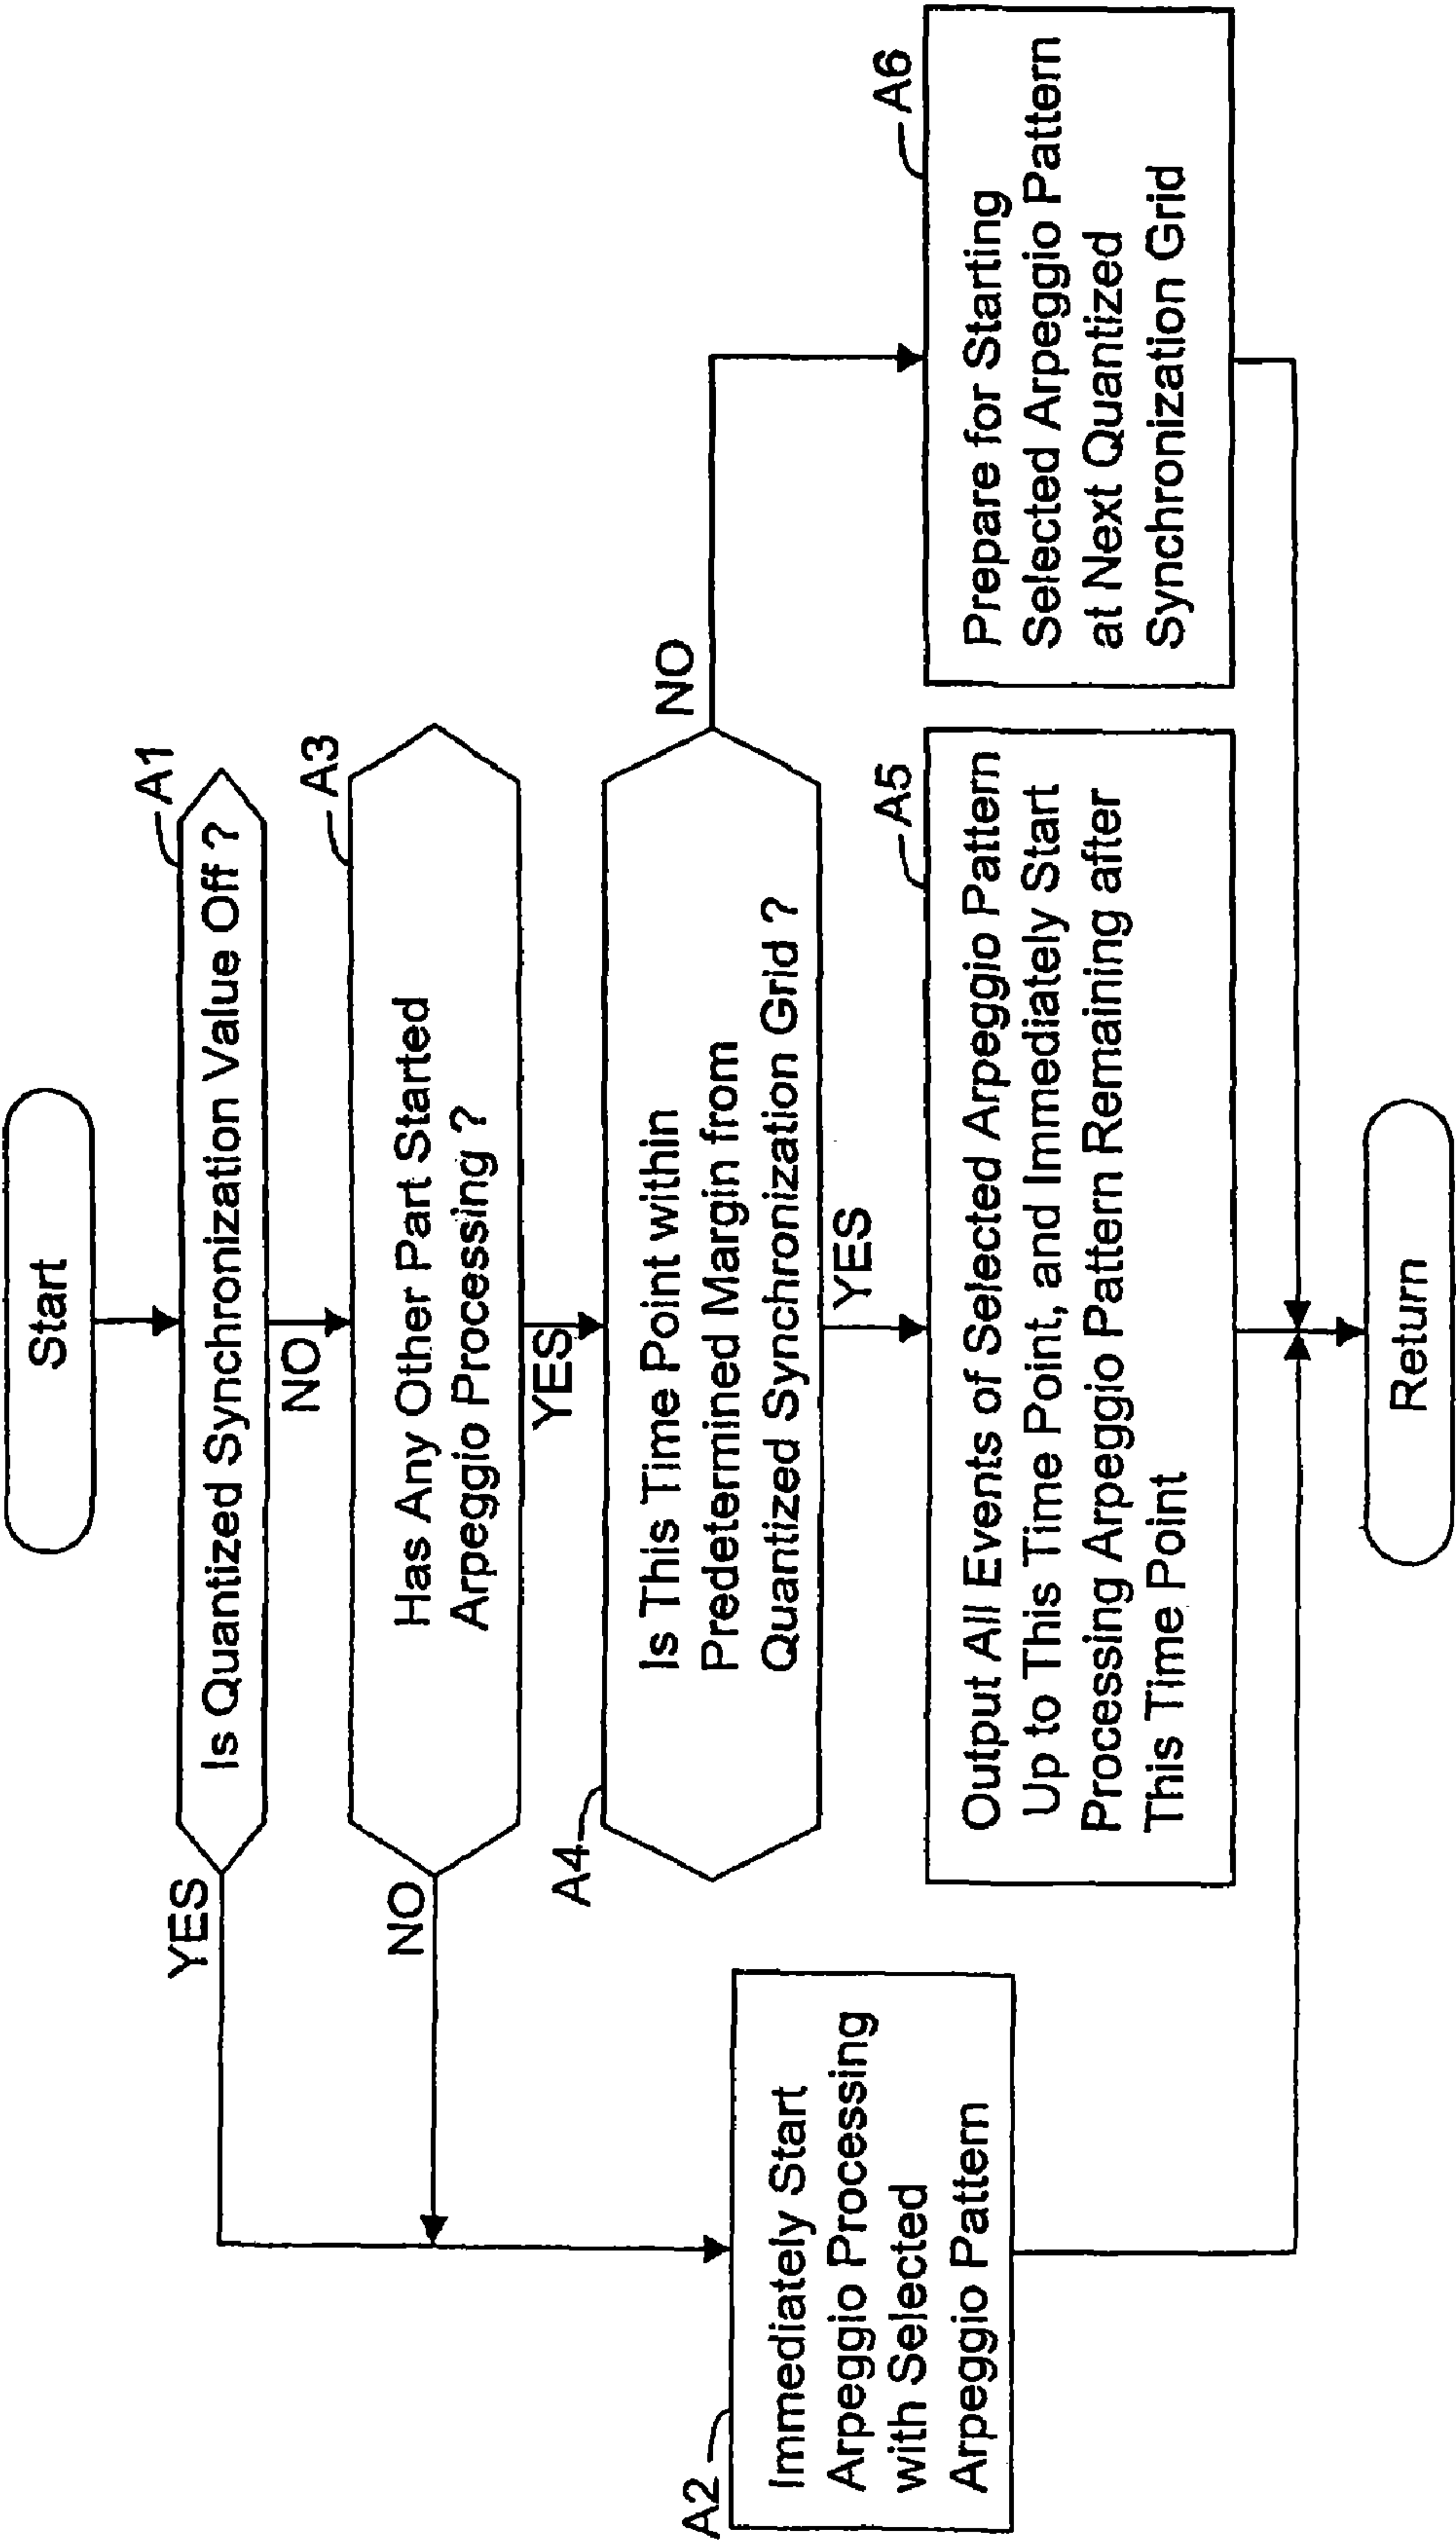 Start
A1
Is Quantized Synchronization Value Off ?
YES
NO
A3
Has Any Other Part Started
Arpeggio Processing ?
NO
YES
A4
Is This Time Point within
Predetermined Margin from
Quantized Synchronization Grid ?
NO
YES
A2
Immediately Start
Arpeggio Processing
with Selected
Arpeggio Pattern
A5
Output All Events of Selected Arpeggio Pattern
Up to This Time Point, and Immediately Start
Processing Arpeggio Pattern Remaining after
This Time Point
A6
Prepare for Starting
Selected Arpeggio Pattern
at Next Quantized
Synchronization Grid
Return